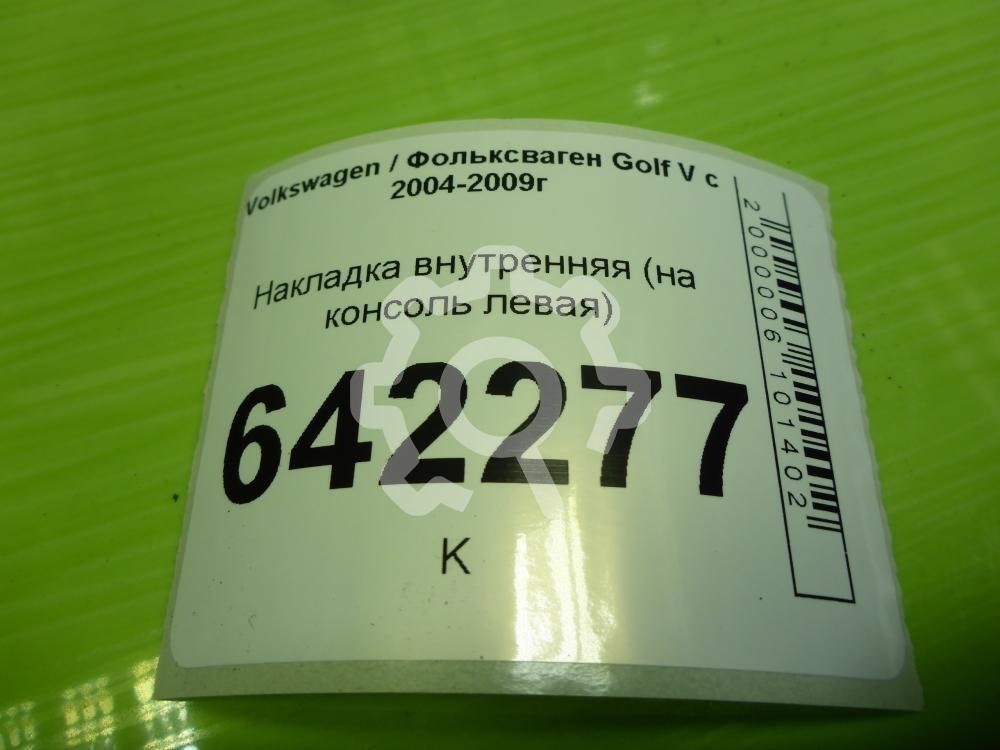 Volkswagen / Фольксваген Golf V с
2004-2009г
Накладка внутренняя (на
консоль левая)
642277
К
2000006101402